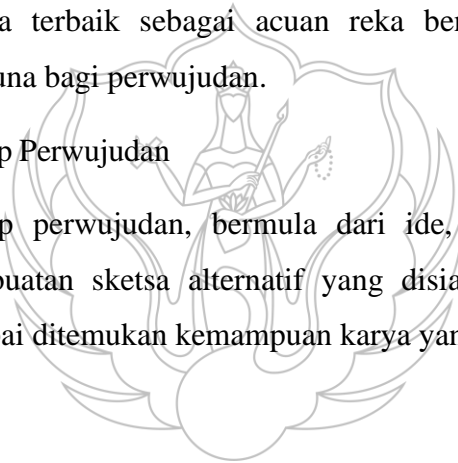 a terbaik sebagai acuan reka ber
una bagi perwujudan.
p Perwujudan
p perwujudan, bermula dari ide,
buatan sketsa alternatif yang disia
ai ditemukan kemampuan karya yan